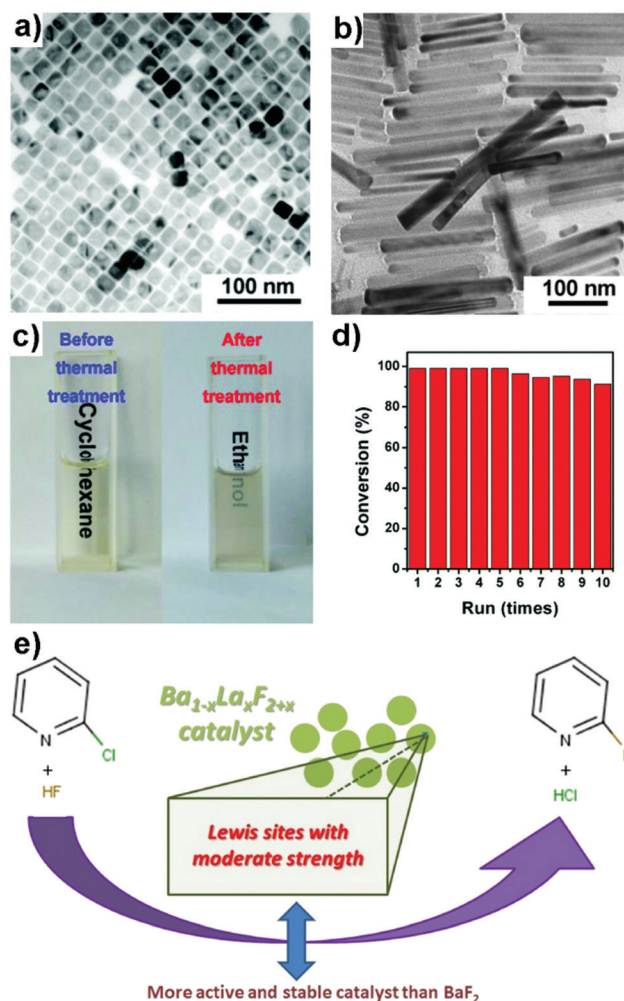 a)
100 nm
b)
100 nm
c)
Before
thermal
treatment
Cyclohexane
After
thermal
treatment
Ethanol
d)
Conversion (%)
100
80
60
40
20
0
1 2 3 4 5 6 7 8 9 10
Run (times)
e)
N
Cl
+
HF
Ba₁₋ₓLaₓF₂₊ₓ
catalyst
Lewis sites with
moderate strength
N
+
HCl
More active and stable catalyst than BaF₂